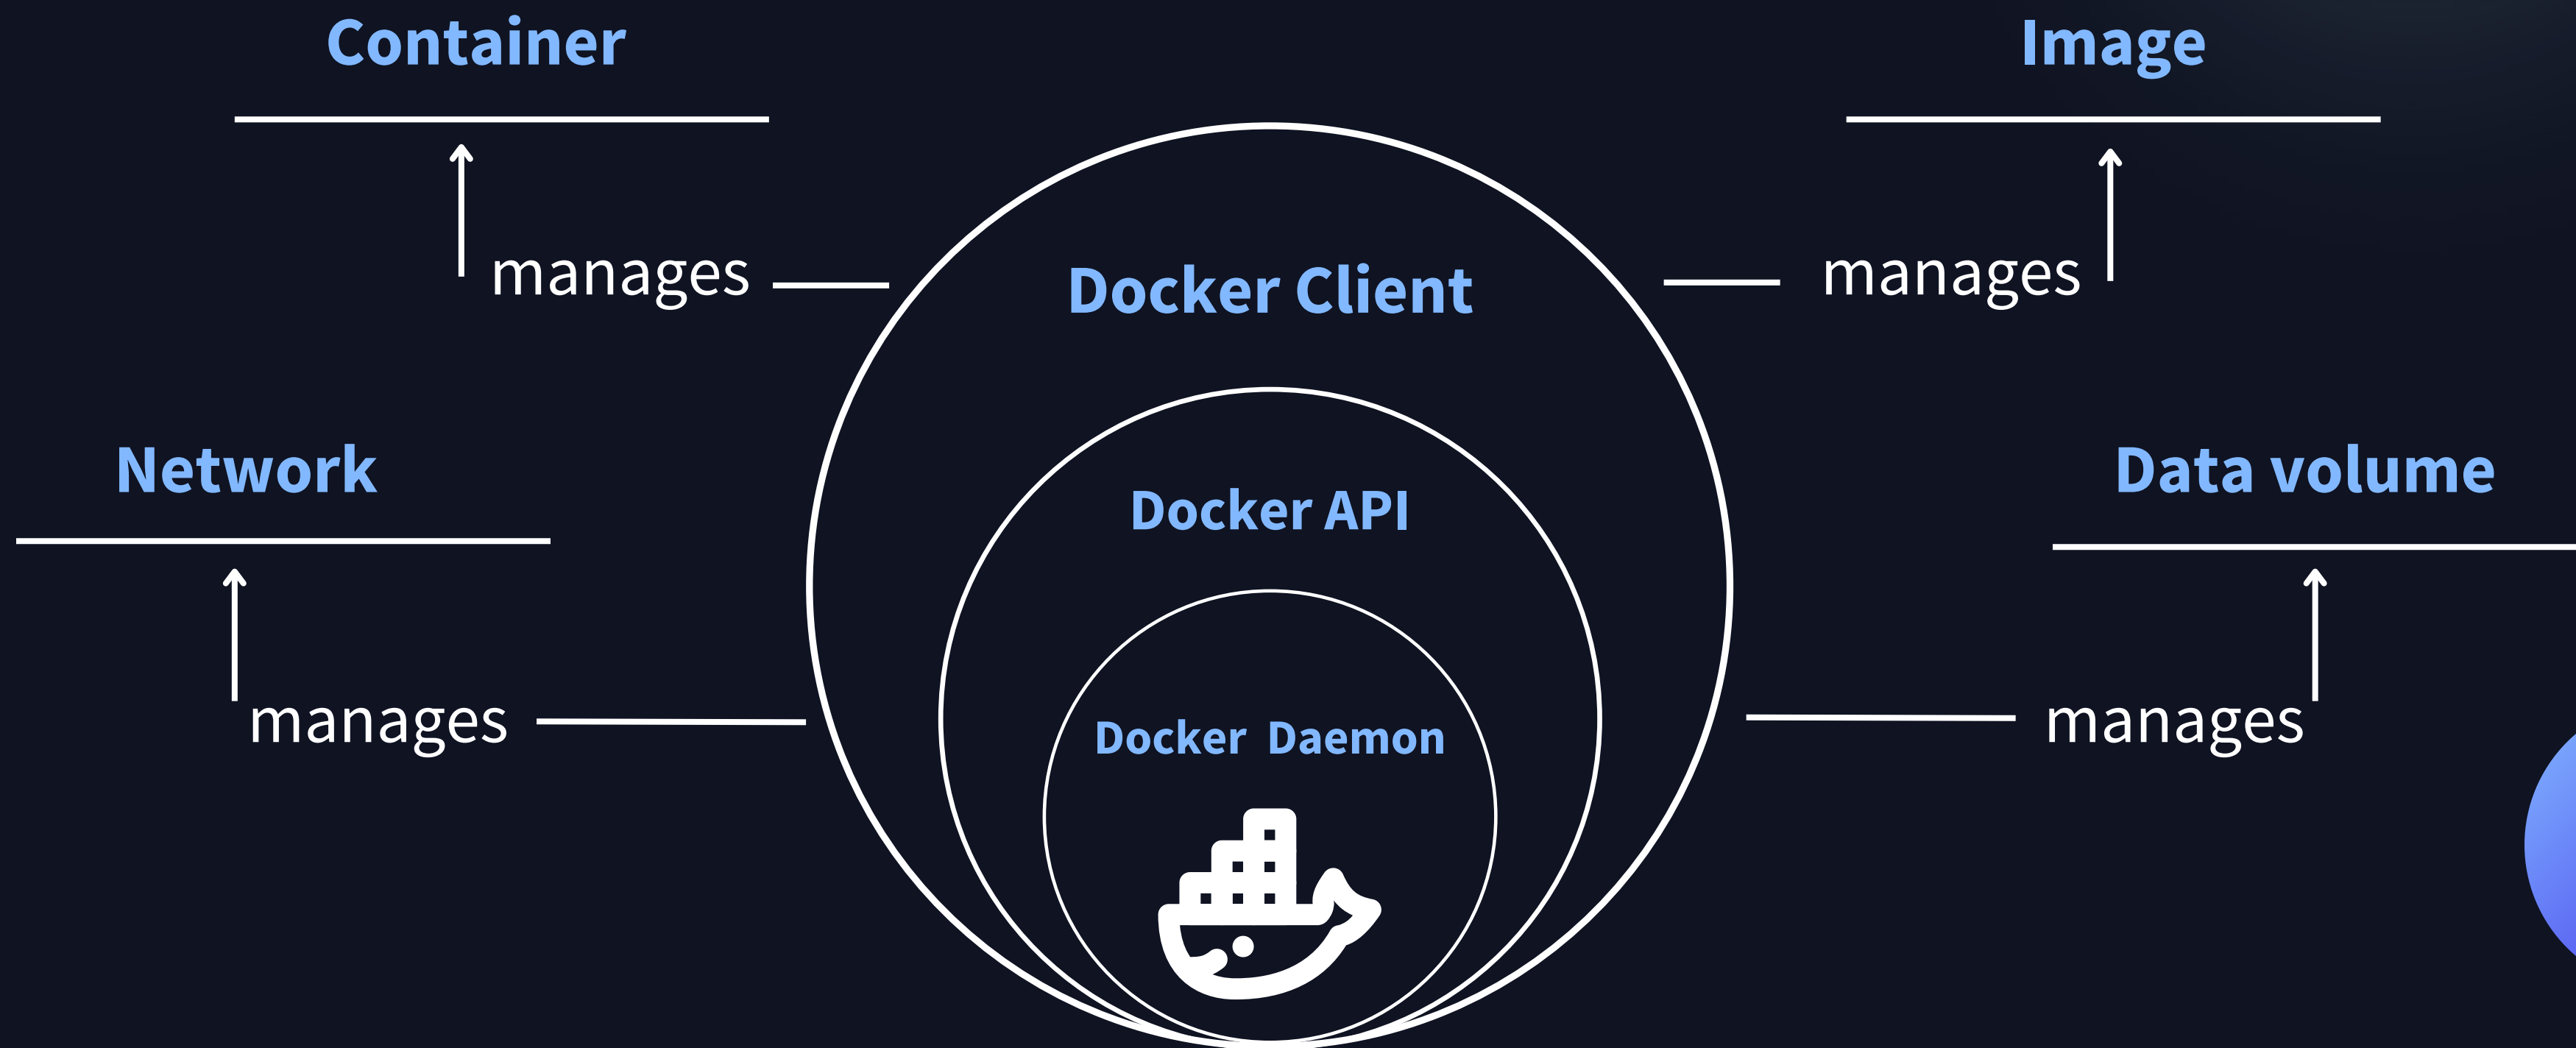 Container
Image
manages
Docker Client
manages
Network
Docker API
Data volume
manages
Docker Daemon
manages